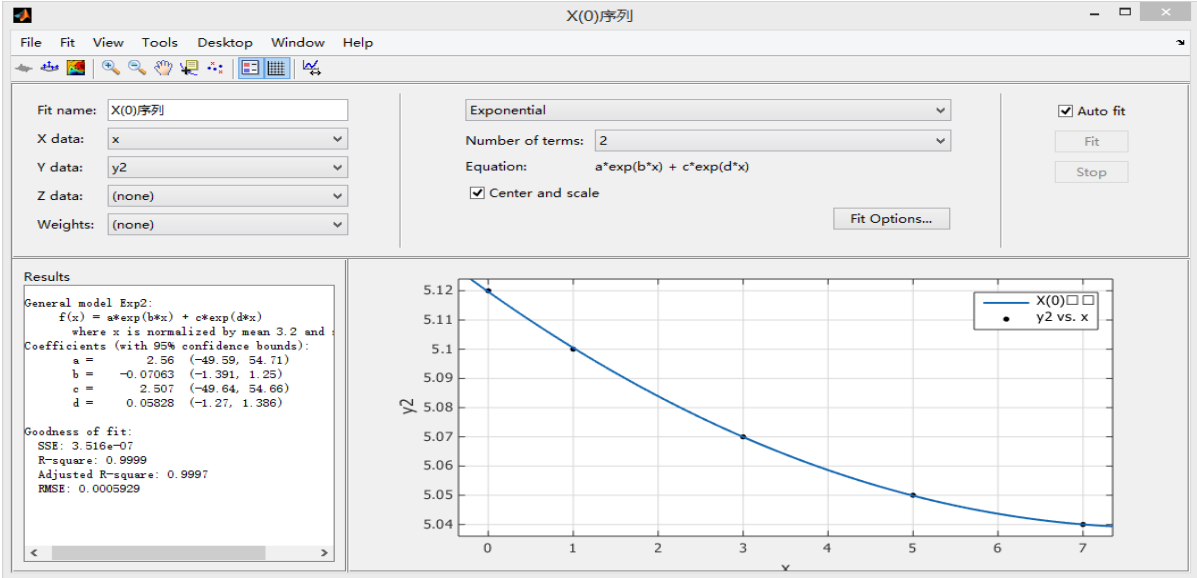 X(0)序列
File Fit View Tools Desktop Window Help
Fit name: X(0)序列
X data: x
Y data: y2
Z data: (none)
Weights: (none)
Exponential
Number of terms: 2
Equation: a*exp(b*x) + c*exp(d*x)
Center and scale
Fit Options...
Auto fit
Fit
Stop
Results
General model Exp2:
f(x) = a*exp(b*x) + c*exp(d*x)
where x is normalized by mean 3.2 and
Coefficients (with 95% confidence bounds):
a = 2.56 (-49.59, 54.71)
b = -0.07063 (-1.391, 1.25)
c = 2.507 (-49.64, 54.66)
d = 0.05828 (-1.27, 1.386)
Goodness of fit:
SSE: 3.516e-07
R-square: 0.9999
Adjusted R-square: 0.9997
RMSE: 0.0005929
5.12
5.11
5.1
5.09
5.08
5.07
5.06
5.05
5.04
y2
X(0)□□
y2 vs. x
0 1 2 3 4 5 6 7
x